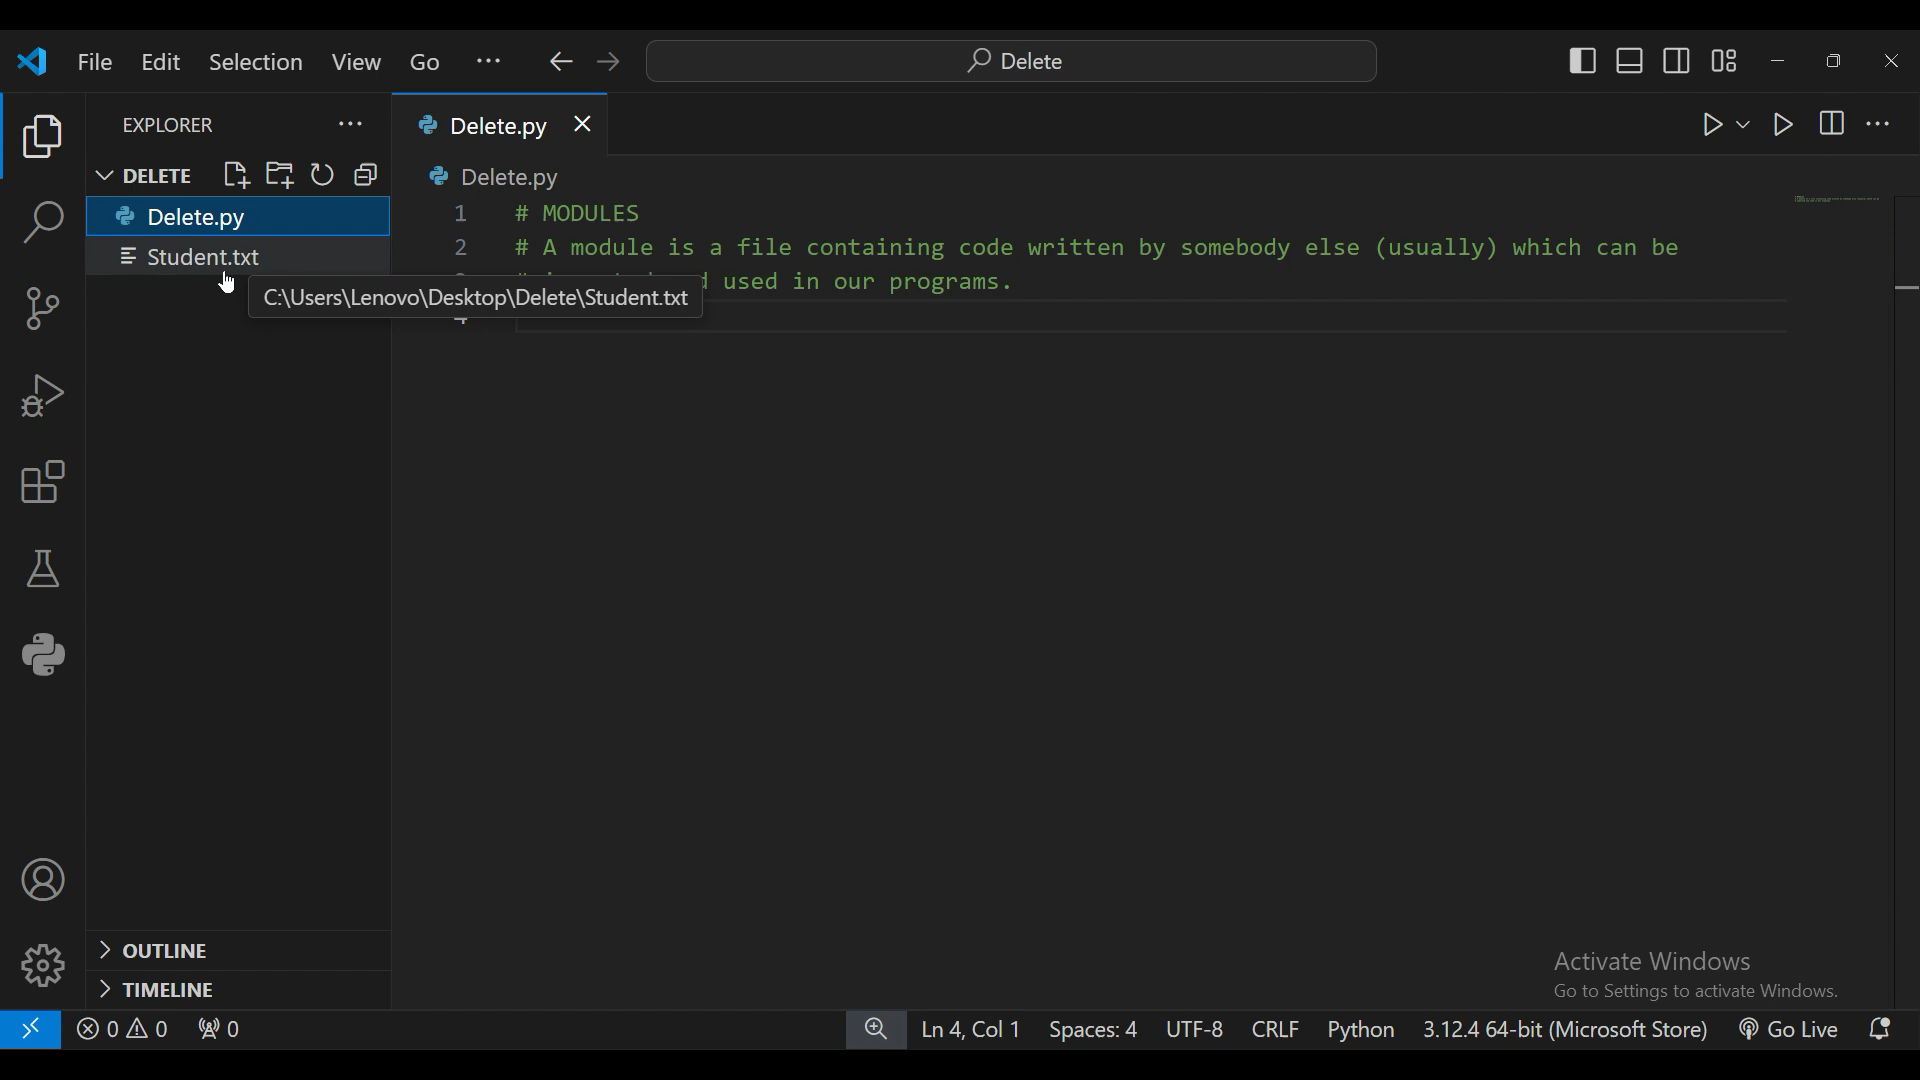 File Edit Selection View Go ··· Delete
EXPLORER ···
DELETE
Delete.py
Student.txt
C:\Users\Lenovo\Desktop\Delete\Student.txt
Delete.py
Delete.py
1 # MODULES
2 # A module is a file containing code written by somebody else (usually) which can be
used in our programs.
4
OUTLINE
TIMELINE
Activate Windows
Go to Settings to activate Windows.
0 0 0 Ln 4, Col 1 Spaces: 4 UTF-8 CRLF Python 3.12.4 64-bit (Microsoft Store) Go Live